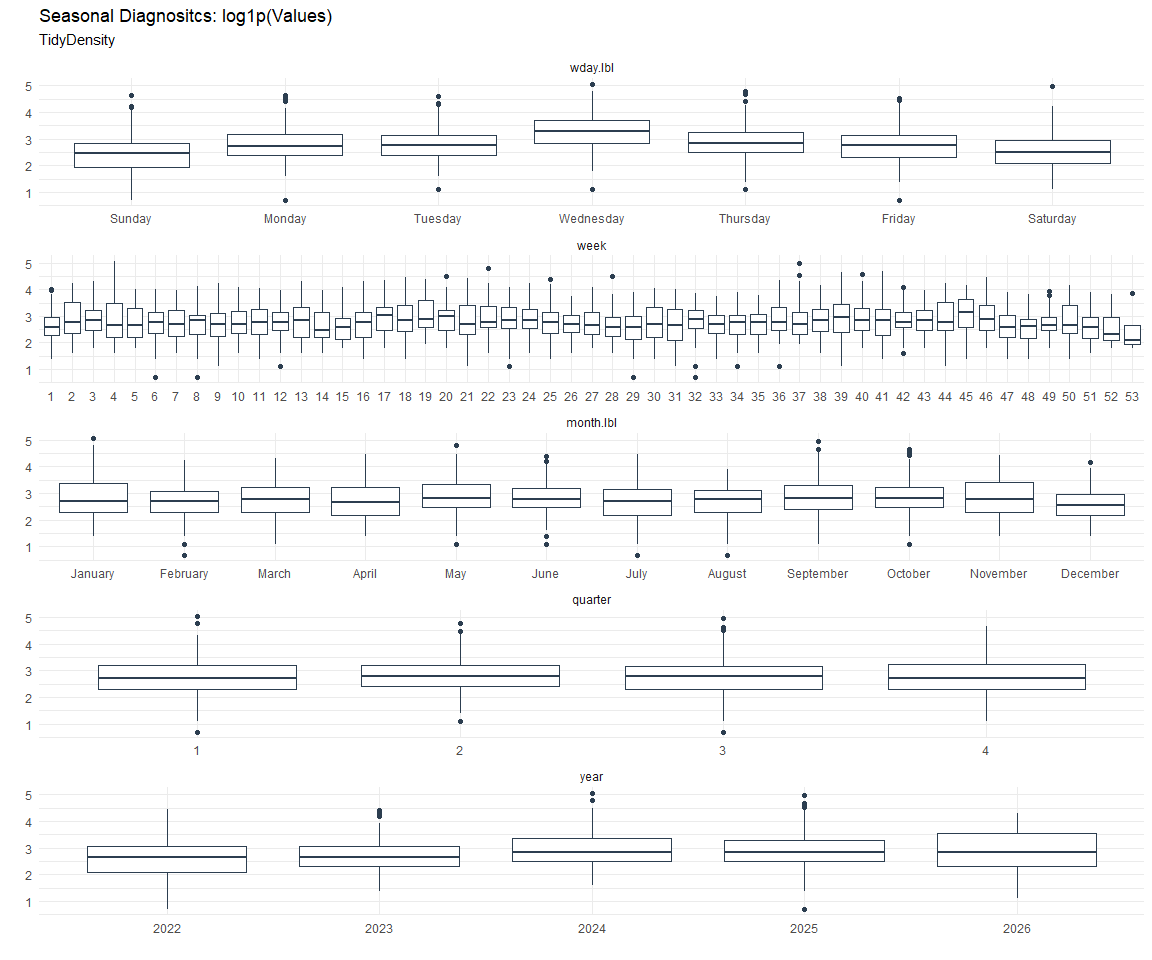 Seasonal Diagnositcs: log1p(Values)
TidyDensity
wday.lbl
5
4
3
2
1
Sunday Monday Tuesday Wednesday Thursday Friday Saturday
week
5
4
3
2
1
1 2 3 4 5 6 7 8 9 10 11 12 13 14 15 16 17 18 19 20 21 22 23 24 25 26 27 28 29 30 31 32 33 34 35 36 37 38 39 40 41 42 43 44 45 46 47 48 49 50 51 52 53
month.lbl
5
4
3
2
1
January February March April May June July August September October November December
quarter
5
4
3
2
1
1 2 3 4
year
5
4
3
2
1
2022 2023 2024 2025 2026